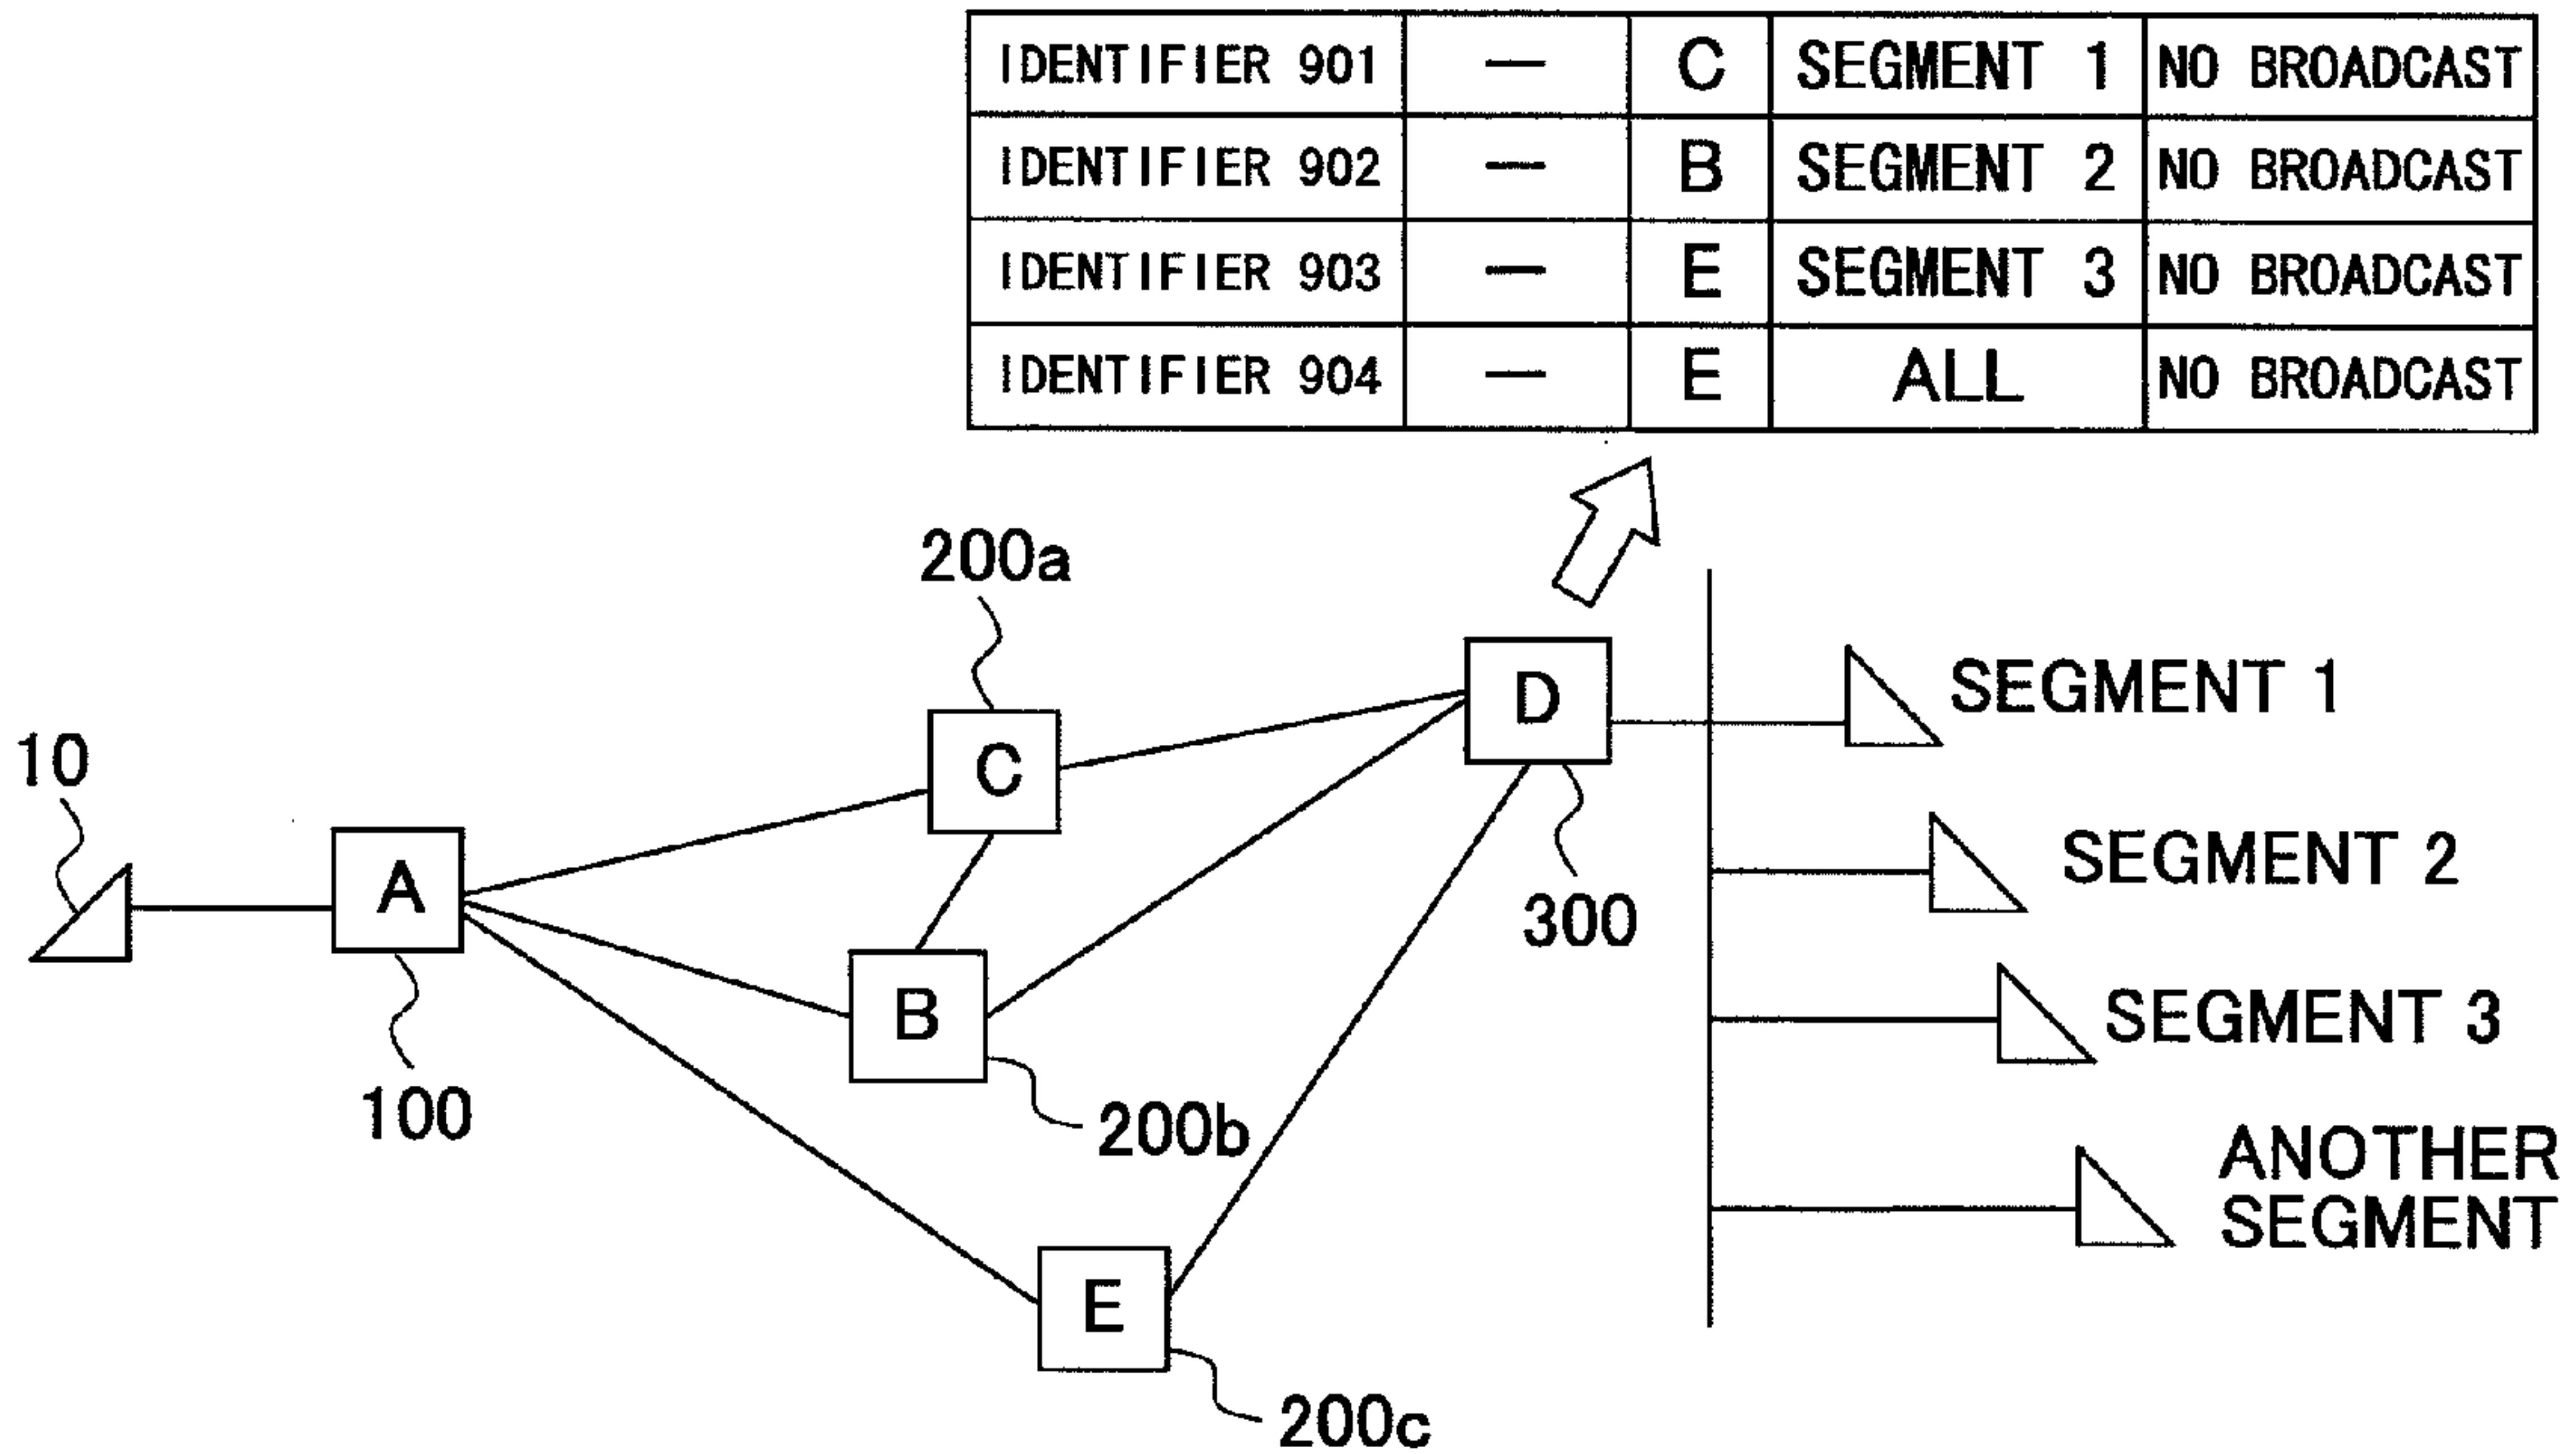 IDENTIFIER 901 — C SEGMENT 1 NO BROADCAST
IDENTIFIER 902 — B SEGMENT 2 NO BROADCAST
IDENTIFIER 903 — E SEGMENT 3 NO BROADCAST
IDENTIFIER 904 — E ALL NO BROADCAST
200a
D
SEGMENT 1
10
C
A
SEGMENT 2
300
B
SEGMENT 3
100
200b
ANOTHER
SEGMENT
E
200c